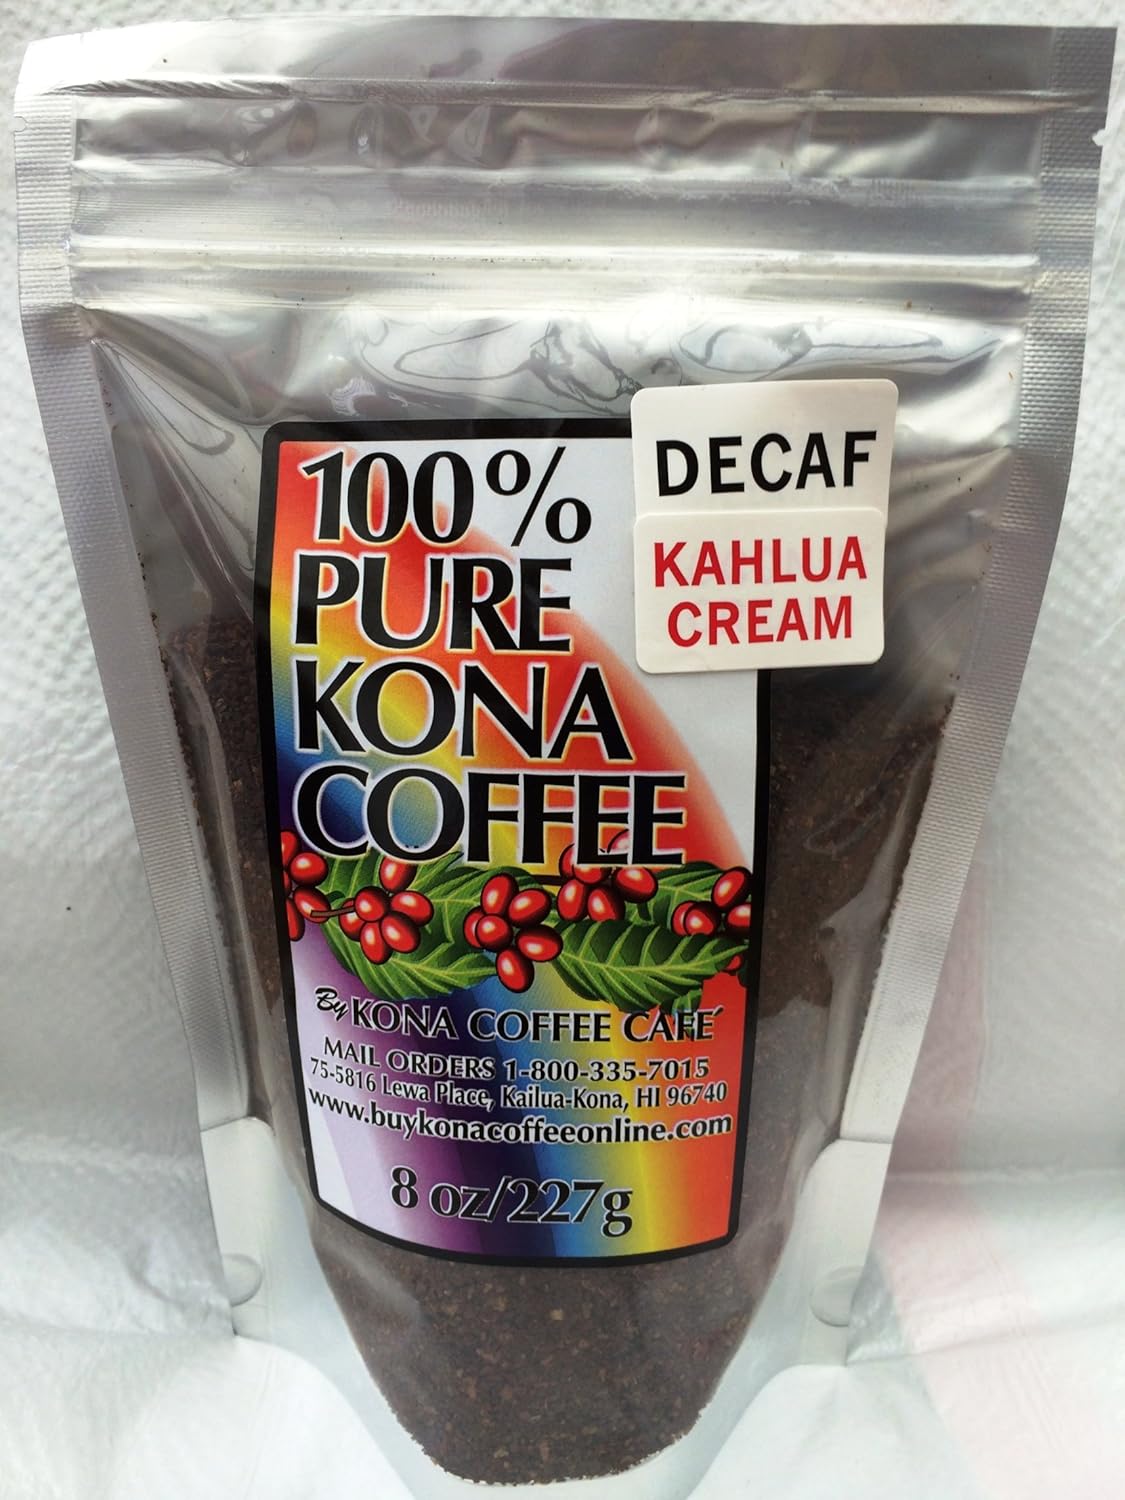 100%
PURE
KONA
COFFEE
DECAF
KAHLUA
CREAM
By KONA COFFEE CAFÉ
MAIL ORDERS 1-800-335-7015
75-5816 Lewa Place, Kailua-Kona, HI 96740
www.buykonacoffeeonline.com
8 oz/227g